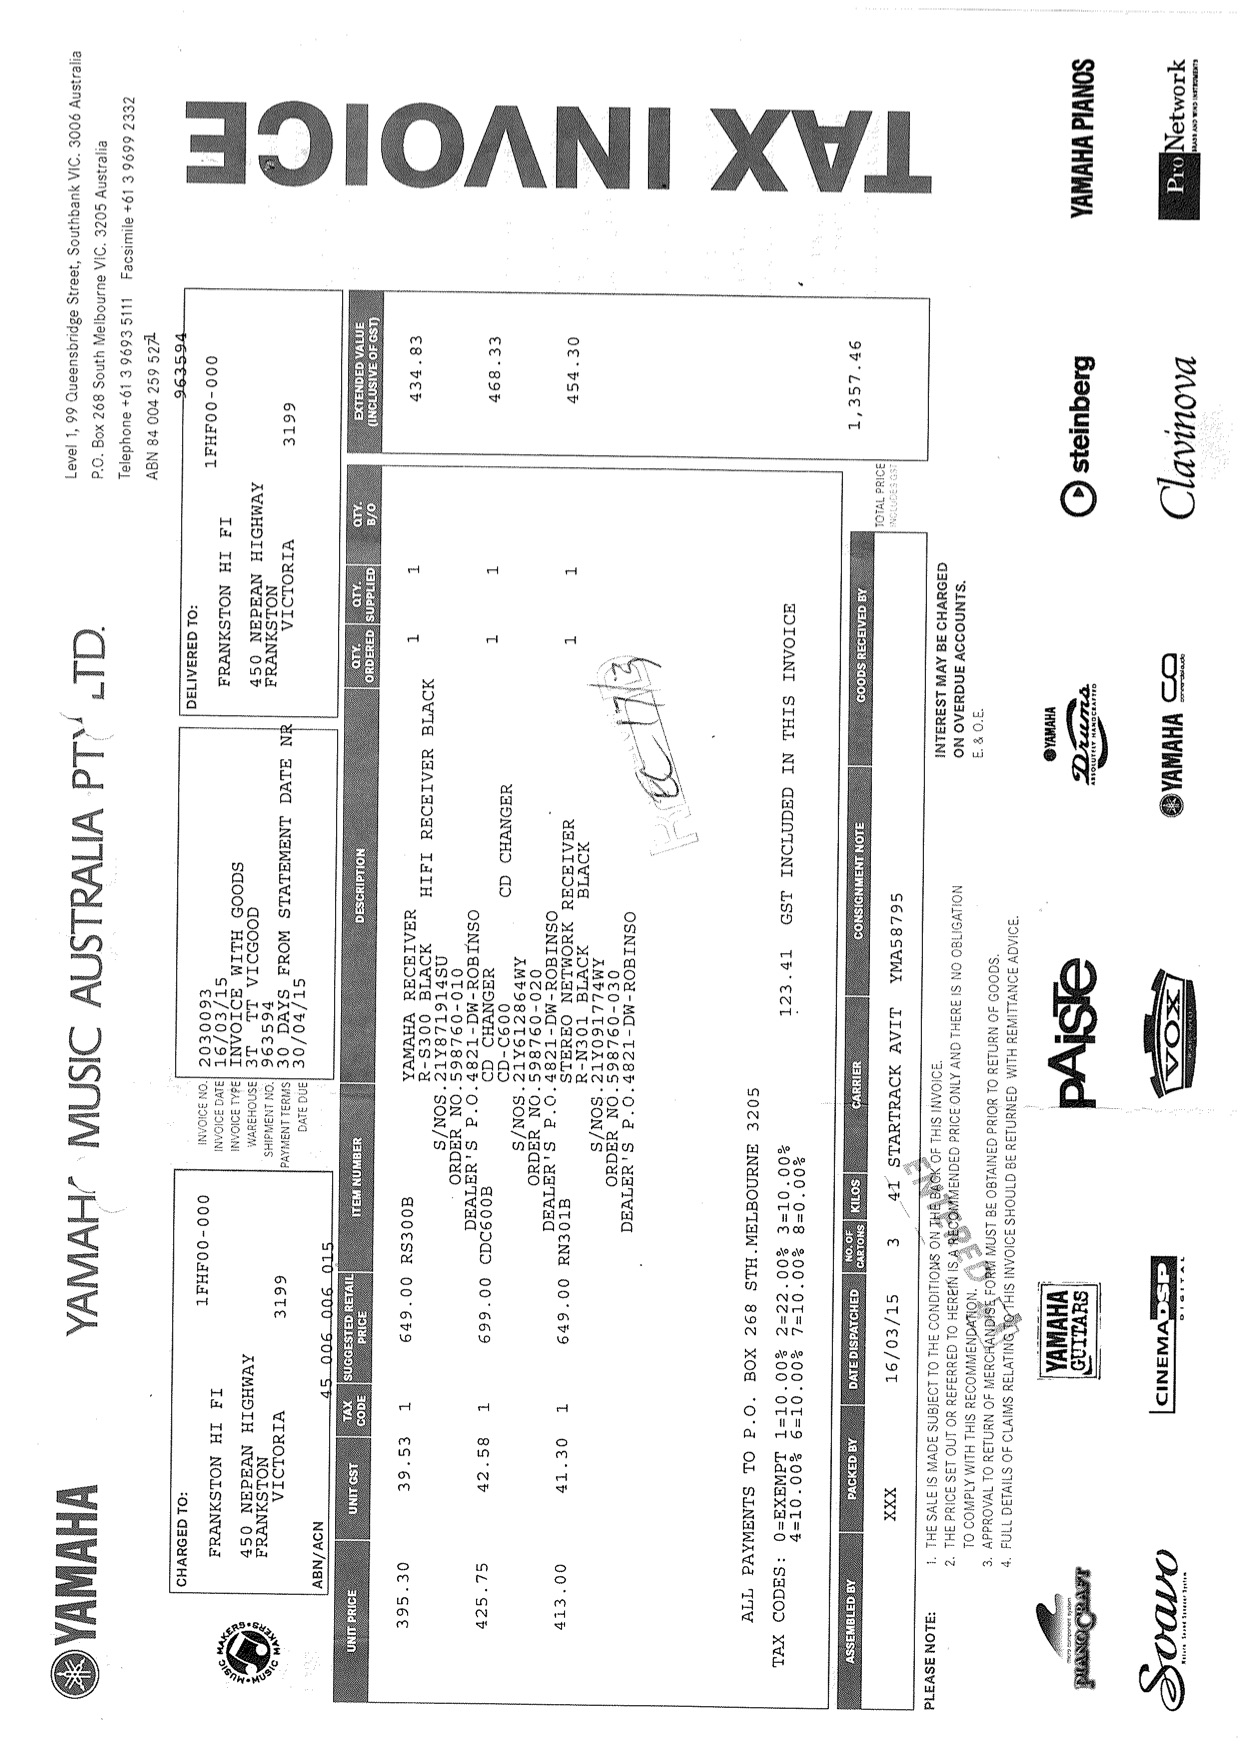 YAMAHA
YAMAHA MUSIC AUSTRALIA PTY LTD.
Level 1, 99 Queensbridge Street, Southbank VIC. 3006 Australia
P.O. Box 268 South Melbourne VIC. 3205 Australia
Telephone +61 3 9693 5111 Facsimile +61 3 9699 2332
ABN 84 004 259 527
963594
TAX INVOICE
MUSIC MAKERS • MUSIC MAKERS
CHARGED TO:
1FHF00-000
FRANKSTON HI FI
450 NEPEAN HIGHWAY
FRANKSTON
VICTORIA 3199
ABN/ACN 45 006 006 015
INVOICE NO. 2030093
INVOICE DATE 16/03/15
INVOICE TYPE INVOICE WITH GOODS
WAREHOUSE 3T TT VICGOOD
SHIPMENT NO. 963594
PAYMENT TERMS 30 DAYS FROM STATEMENT DATE NR
DATE DUE 30/04/15
DELIVERED TO:
1FHF00-000
FRANKSTON HI FI
450 NEPEAN HIGHWAY
FRANKSTON
VICTORIA 3199
UNIT PRICE UNIT GST TAX CODE SUGGESTED RETAIL PRICE ITEM NUMBER DESCRIPTION QTY. ORDERED QTY. SUPPLIED QTY. B/O EXTENDED VALUE (INCLUSIVE OF GST)
395.30 39.53 1 649.00 RS300B YAMAHA RECEIVER 1 1 434.83
R-S300 BLACK HIFI RECEIVER BLACK
S/NOS.21Y871914SU
ORDER NO.598760-010
DEALER'S P.O.4821-DW-ROBINSO
425.75 42.58 1 699.00 CDC600B CD CHANGER 1 1 468.33
CD-C600 CD CHANGER
S/NOS.21Y612864WY
ORDER NO.598760-020
DEALER'S P.O.4821-DW-ROBINSO
413.00 41.30 1 649.00 RN301B STEREO NETWORK RECEIVER 1 1 454.30
R-N301 BLACK BLACK
S/NOS.21Y091774WY
ORDER NO.598760-030
DEALER'S P.O.4821-DW-ROBINSO
17/3
ALL PAYMENTS TO P.O. BOX 268 STH.MELBOURNE 3205
TAX CODES: 0=EXEMPT 1=10.00% 2=22.00% 3=10.00% 123.41 GST INCLUDED IN THIS INVOICE
4=10.00% 6=10.00% 7=10.00% 8=0.00%
ASSEMBLED BY PACKED BY DATE DISPATCHED NO. OF CARTONS KILOS CARRIER CONSIGNMENT NOTE GOODS RECEIVED BY
TOTAL PRICE 1,357.46
INCLUDES GST
XXX 16/03/15 3 41 STARTRACK AVIT YMA58795
ENTERED
PLEASE NOTE:
1. THE SALE IS MADE SUBJECT TO THE CONDITIONS ON THE BACK OF THIS INVOICE.
2. THE PRICE SET OUT OR REFERRED TO HEREIN IS A RECOMMENDED PRICE ONLY AND THERE IS NO OBLIGATION
TO COMPLY WITH THIS RECOMMENDATION.
3. APPROVAL TO RETURN OF MERCHANDISE FORM MUST BE OBTAINED PRIOR TO RETURN OF GOODS.
4. FULL DETAILS OF CLAIMS RELATING TO THIS INVOICE SHOULD BE RETURNED WITH REMITTANCE ADVICE.
INTEREST MAY BE CHARGED
ON OVERDUE ACCOUNTS.
E. & O.E.
micro component system
PIANOCRAFT
YAMAHA
GUITARS
PAiSTe
YAMAHA
Drums
ABSOLUTELY HANDCRAFTED
steinberg
YAMAHA PIANOS
Soavo
CINEMA DSP
DIGITAL
VOX
YAMAHA
Clavinova
Pro Network
BRASS AND WIND INSTRUMENTS